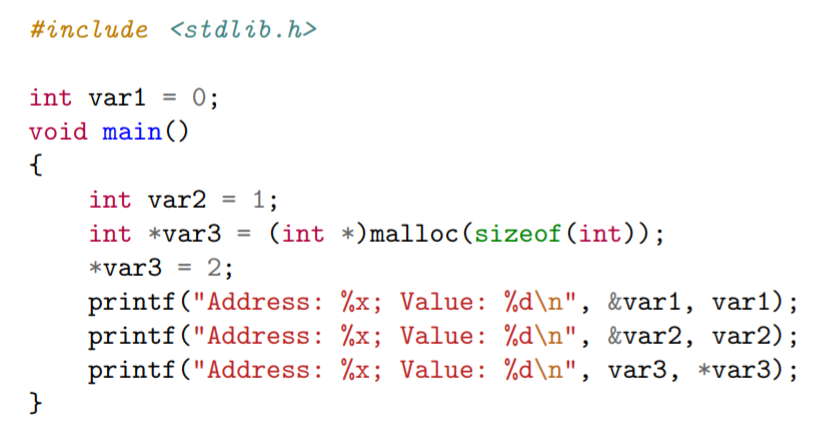 #include <stdlib.h>
int var1 = 0;
void main()
{
int var2 = 1;
int *var3 = (int *)malloc(sizeof(int));
*var3 = 2;
printf("Address: %x; Value: %d\n", &var1, var1);
printf("Address: %x; Value: %d\n", &var2, var2);
printf("Address: %x; Value: %d\n", var3, *var3);
}